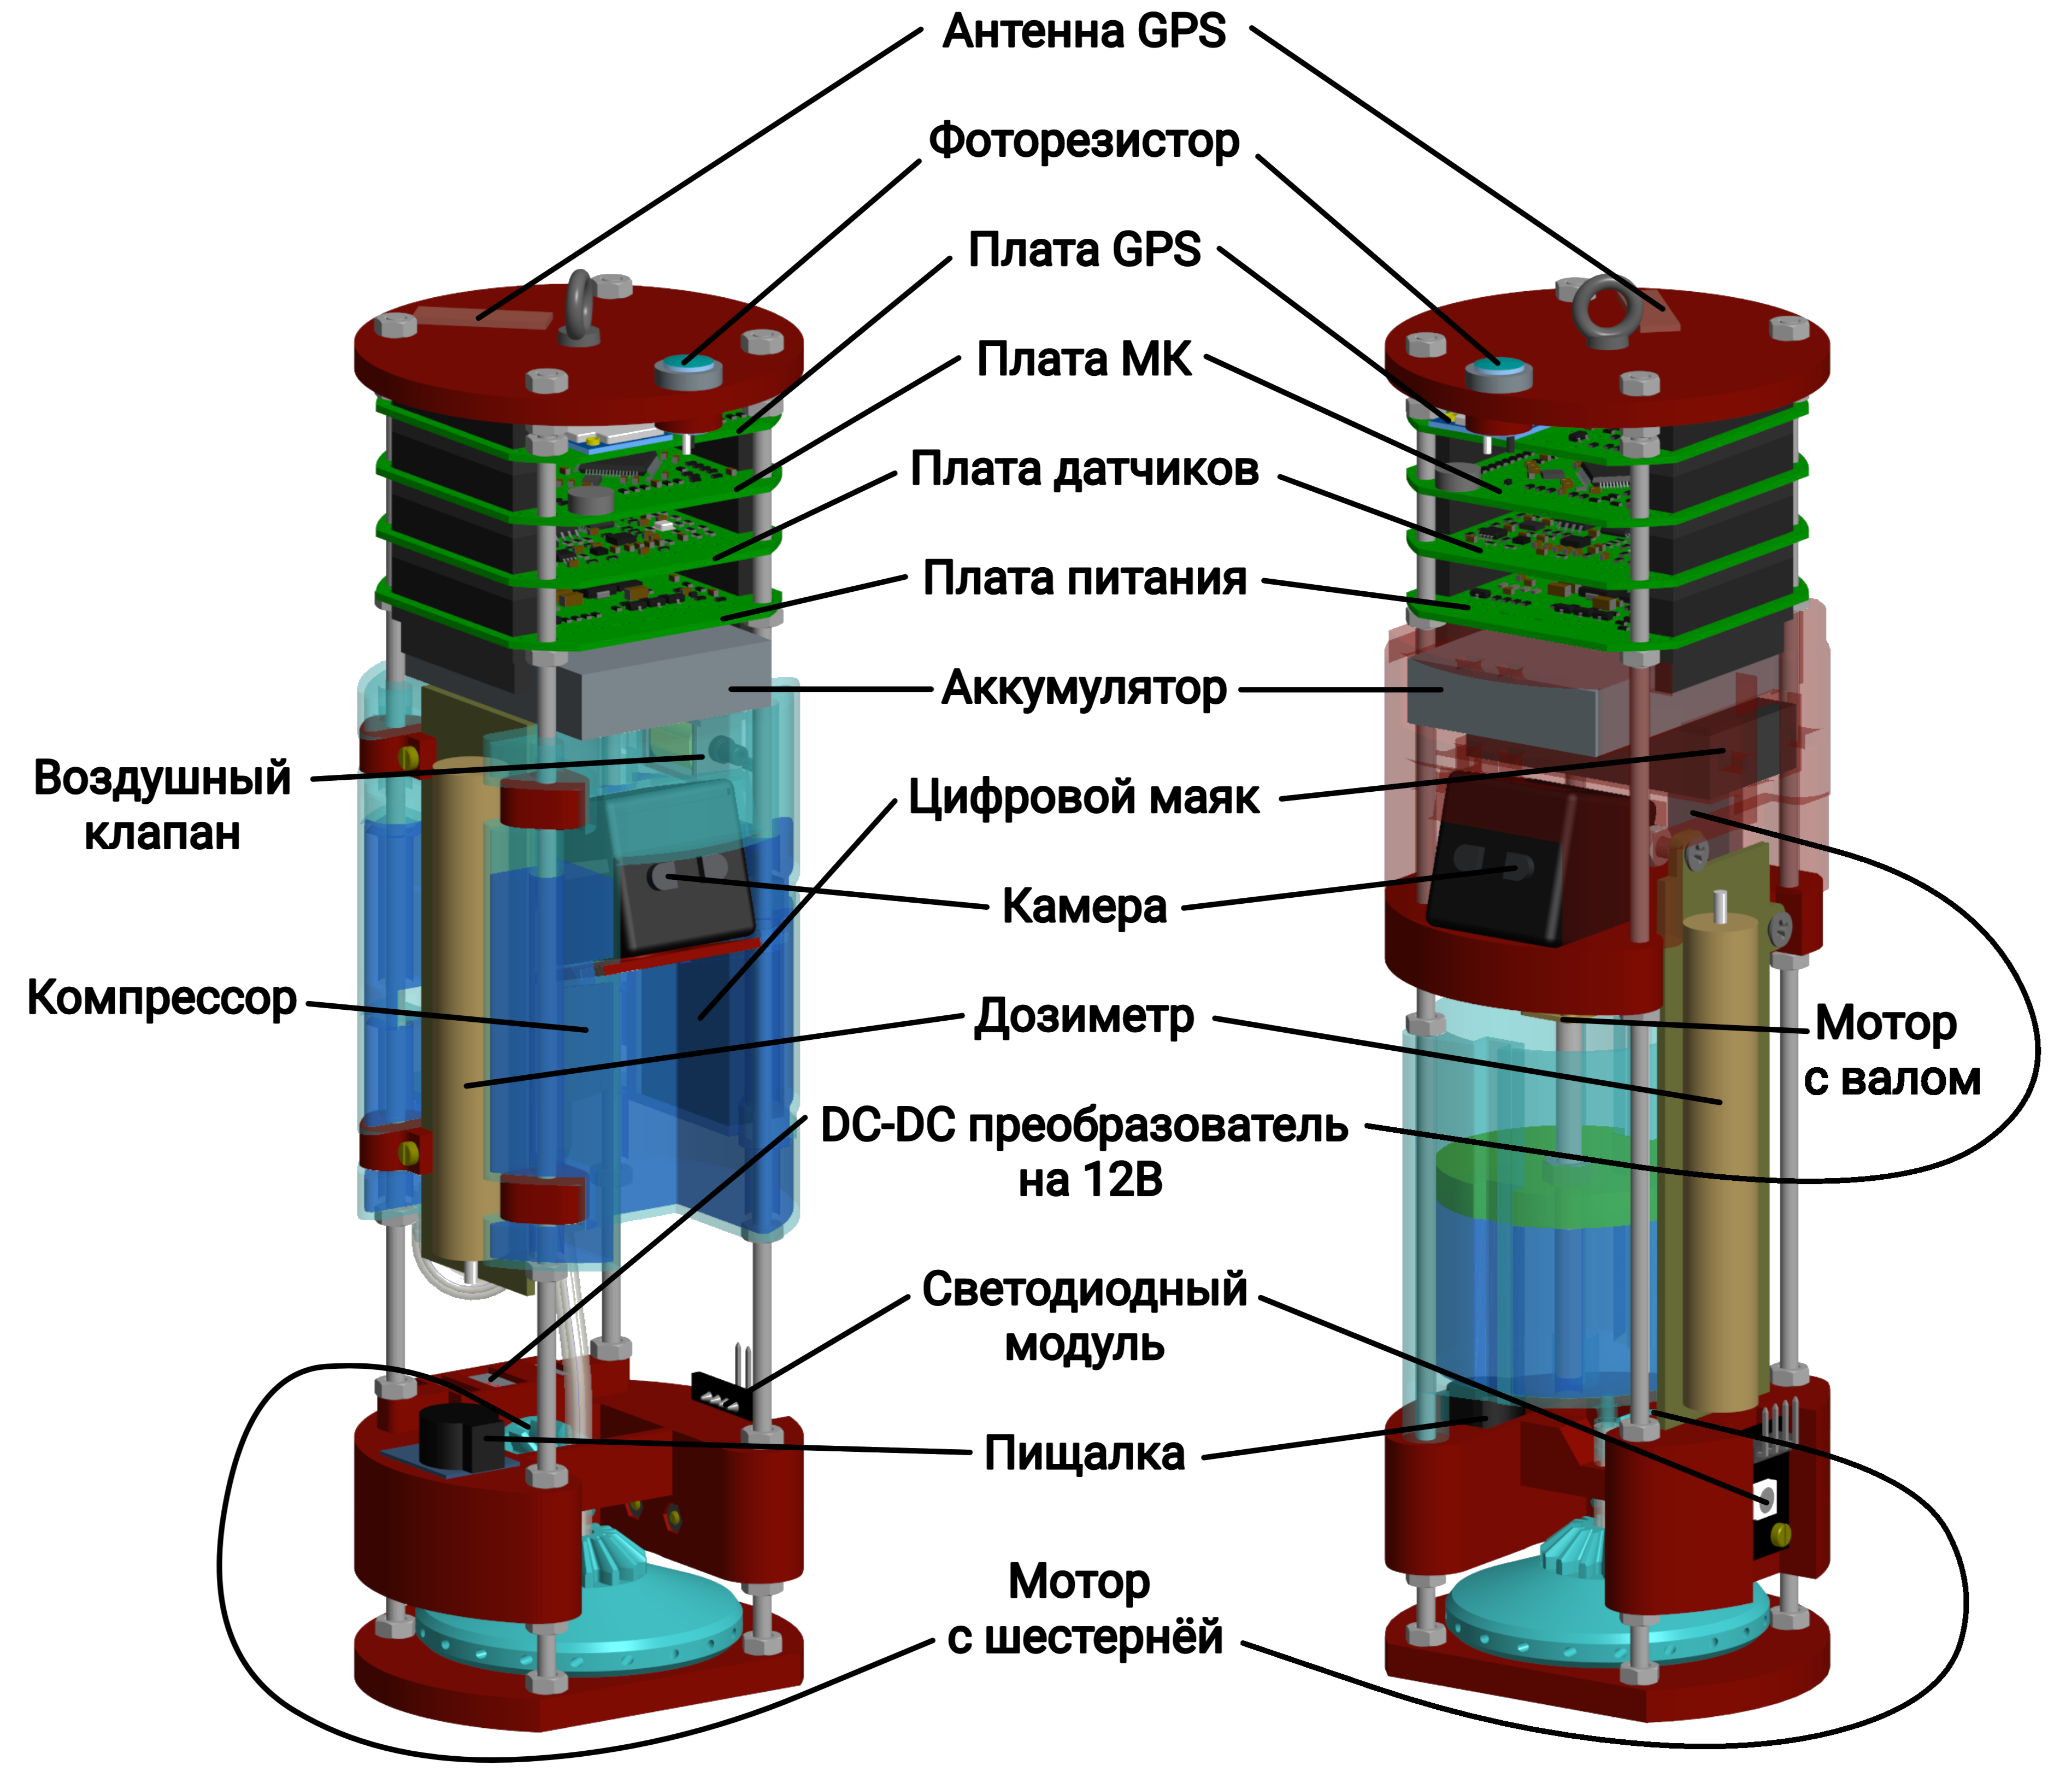 Антенна GPS
Фоторезистор
Плата GPS
Плата МК
Плата датчиков
Плата питания
Аккумулятор
Воздушный
клапан
Цифровой маяк
Камера
Компрессор
Дозиметр
Мотор
с валом
DC-DC преобразователь
на 12В
Светодиодный
модуль
Пищалка
Мотор
с шестернёй